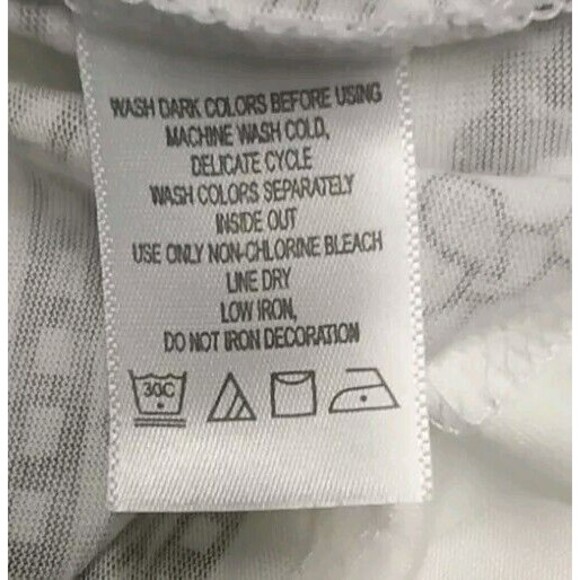 WASH DARK COLORS BEFORE USING
MACHINE WASH COLD,
DELICATE CYCLE
WASH COLORS SEPARATELY
INSIDE OUT
USE ONLY NON-CHLORINE BLEACH
LINE DRY
LOW IRON,
DO NOT IRON DECORATION
30C